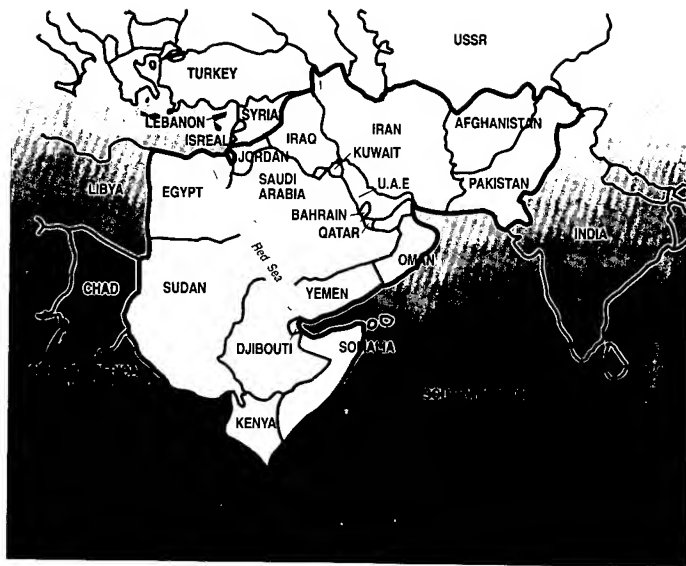 USSR
TURKEY
LEBANON
SYRIA
ISREAL
IRAQ
IRAN
AFGHANISTAN
JORDAN
KUWAIT
LIBYA
EGYPT
SAUDI
ARABIA
U.A.E
PAKISTAN
BAHRAIN
QATAR
INDIA
Red Sea
OMAN
CHAD
SUDAN
YEMEN
DJIBOUTI
SOMALIA
KENYA